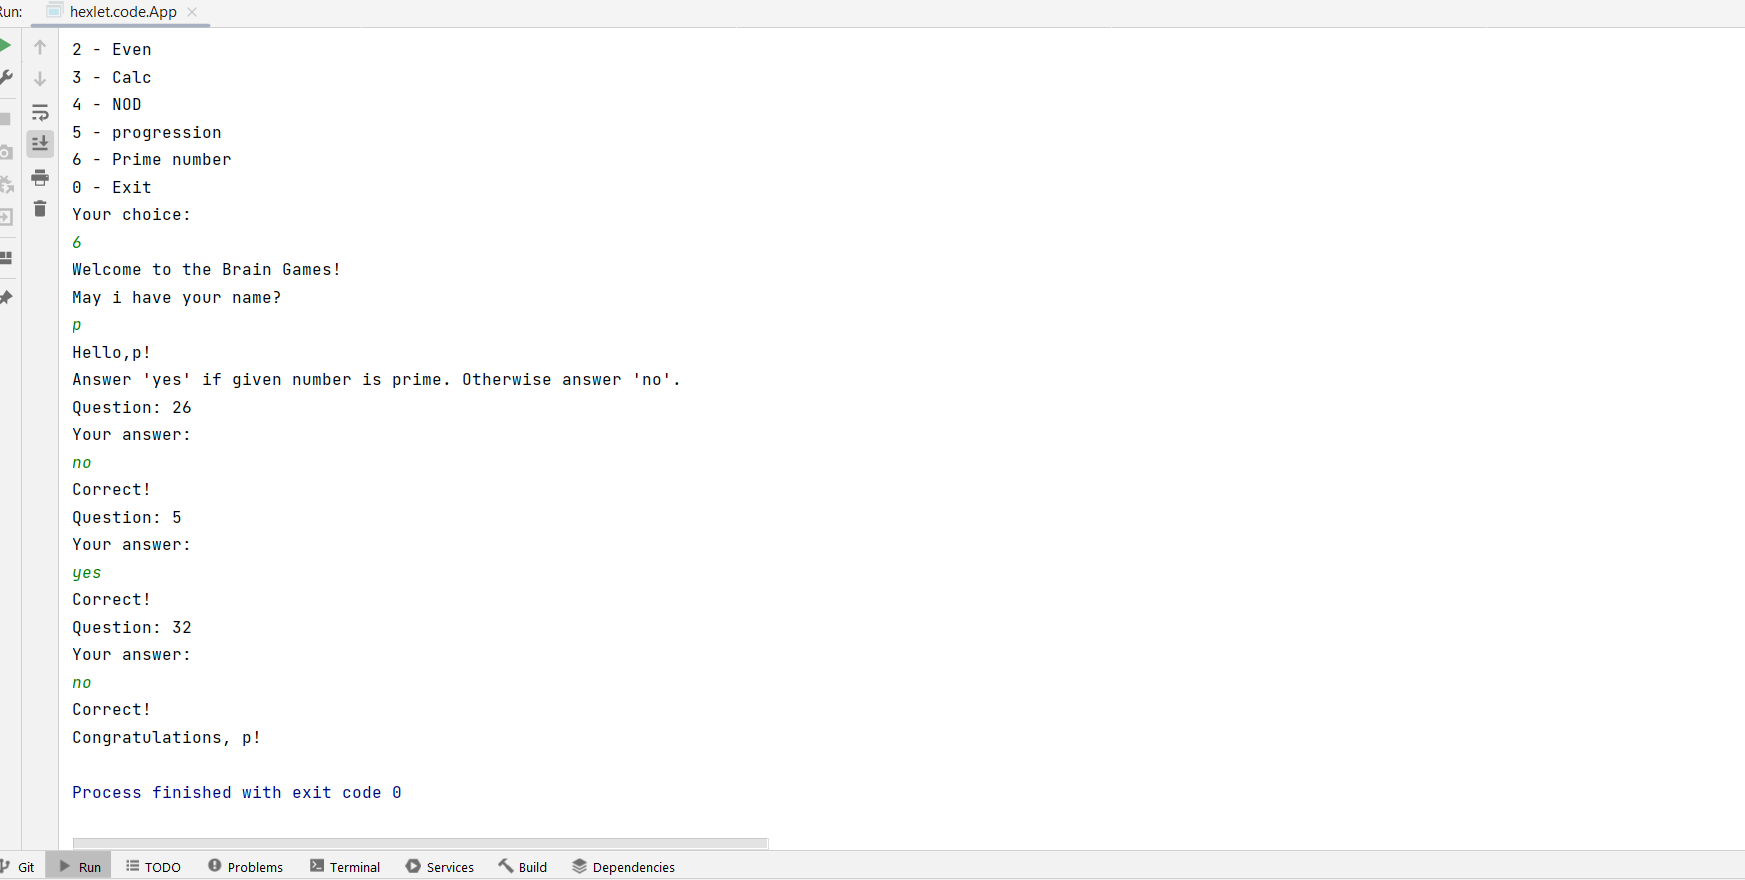 Run: hexlet.code.App
2 - Even
3 - Calc
4 - NOD
5 - progression
6 - Prime number
0 - Exit
Your choice:
6
Welcome to the Brain Games!
May i have your name?
p
Hello,p!
Answer 'yes' if given number is prime. Otherwise answer 'no'.
Question: 26
Your answer:
no
Correct!
Question: 5
Your answer:
yes
Correct!
Question: 32
Your answer:
no
Correct!
Congratulations, p!
Process finished with exit code 0
Git Run TODO Problems Terminal Services Build Dependencies